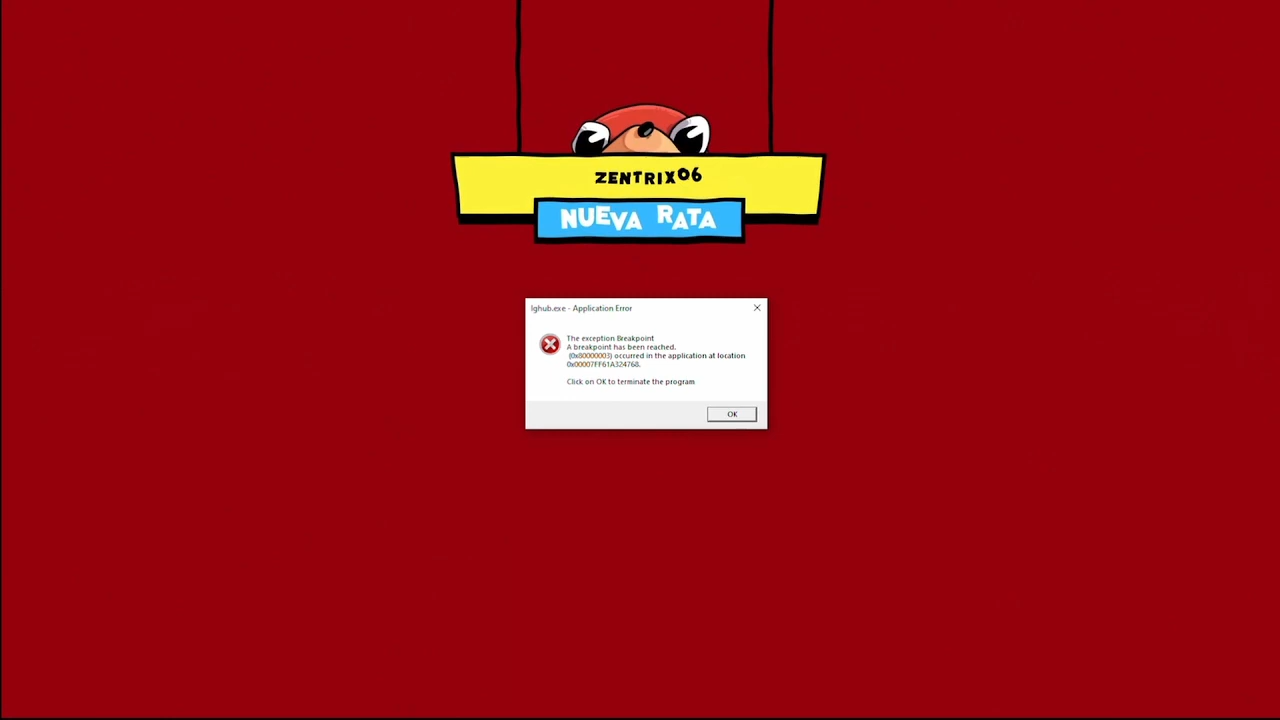 ZENTRIX06
NUEVA RATA
lghub.exe - Application Error
The exception Breakpoint
A breakpoint has been reached.
(0x80000003) occurred in the application at location
0x00007FF61A324768.
Click on OK to terminate the program
OK